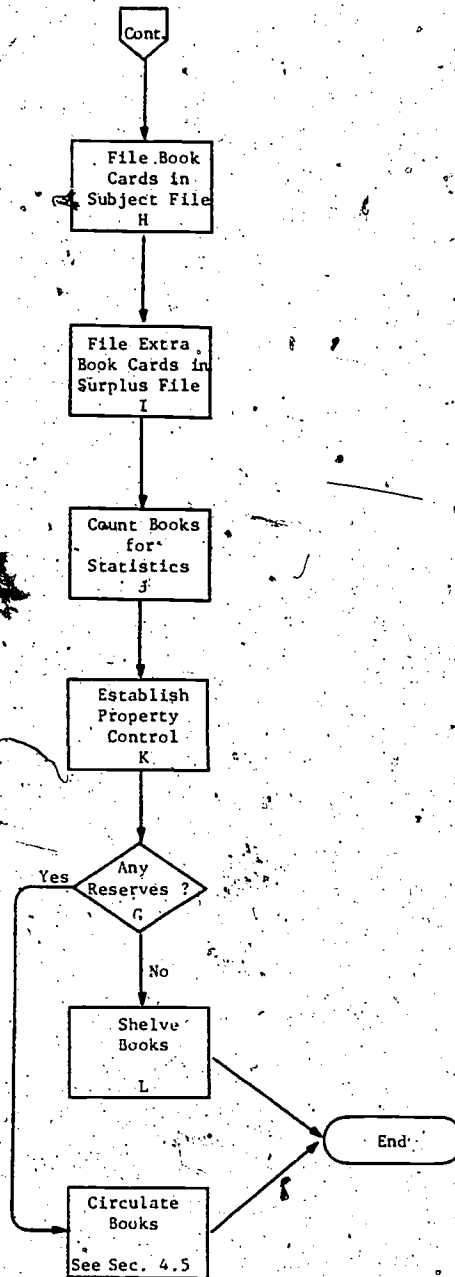 Cont.
File Book
Cards in
Subject File
H
File Extra
Book Cards in
Surplus File
I
Count Books
for
Statistics
J
Establish
Property
Control
K
Any
Yes
Reserves ?
G
No
Shelve
Books
L
End
Circulate
Books
See Sec. 4.5